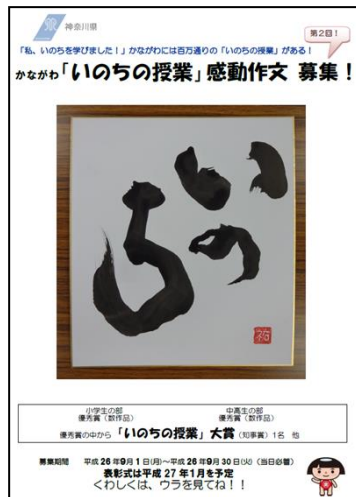 神奈川県
第2回！
「私、いのちを学びました！」かながわには百万通りの「いのちの授業」がある！
かながわ「いのちの授業」感動作文 募集！
いのち
小学生の部
優秀賞（数作品）
中高生の部
優秀賞（数作品）
優秀賞の中から「いのちの授業」大賞（知事賞）1名 他
募集期間 平成26年9月1日(月)～平成26年9月30日(火)（当日必着）
表彰式は平成27年1月を予定
くわしくは、ウラを見てね！！